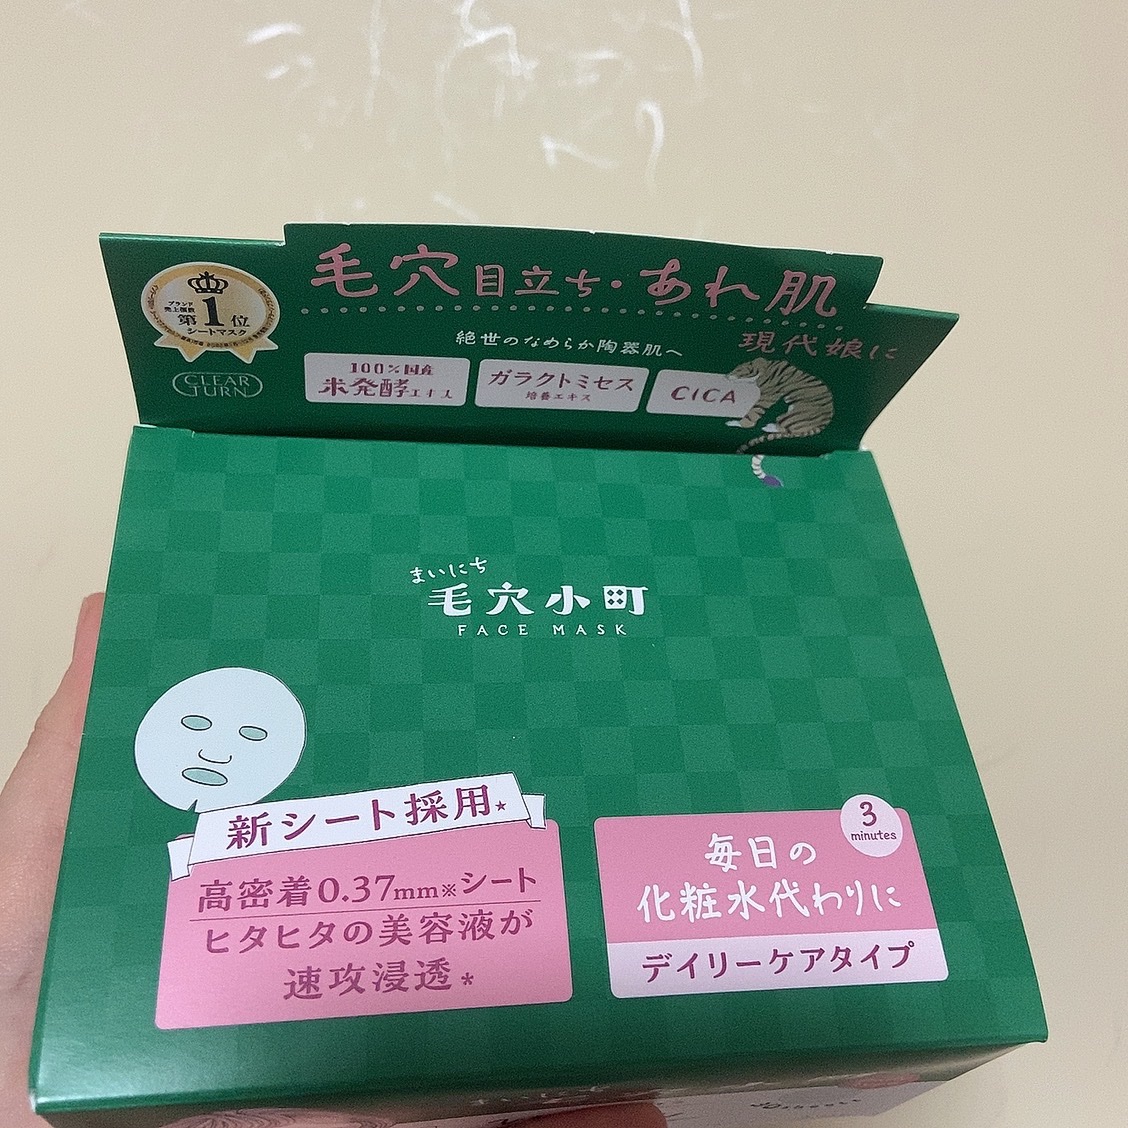 毛穴目立ち・あれ肌
現代娘に
絶世のなめらか陶器肌へ
ブランド
売上個数
第1位
シートマスク
CLEAR
TURN
100%国産
米発酵エキス
ガラクトミセス
培養エキス
CICA
まいにち
毛穴小町
FACE MASK
新シート採用★
高密着0.37mm※シート
ヒタヒタの美容液が
速攻浸透*
3
minutes
毎日の
化粧水代わりに
デイリーケアタイプ